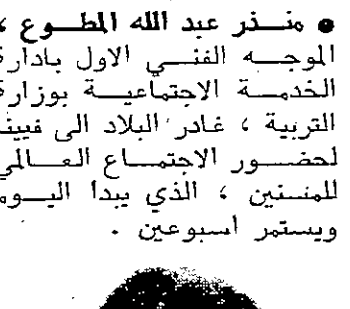 ● منذر عبد الله المطوع ،
الموجه الفني الاول بادارة
الخدمة الاجتماعية بوزارة
التربية ، غادر البلاد الى فيينا
لحضور الاجتماع العالمي
للمسنين ، الذي يبدا اليوم
ويستمر اسبوعين .